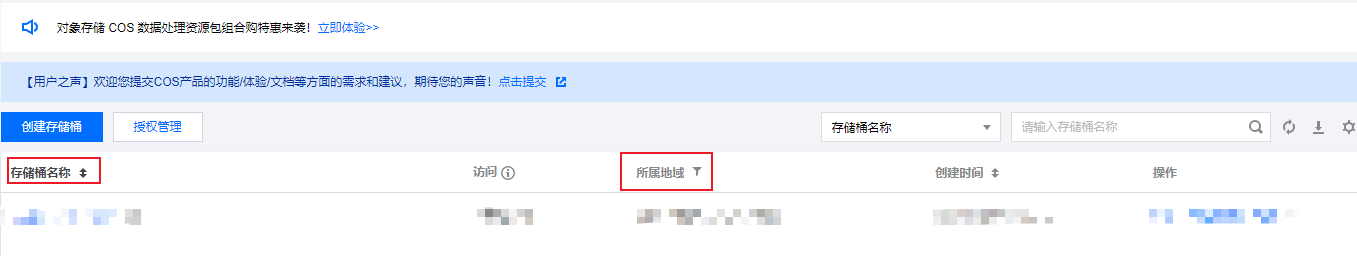 对象存储 COS 数据处理资源包组合购特惠来袭！立即体验>>
【用户之声】欢迎您提交COS产品的功能/体验/文档等方面的需求和建议，期待您的声音！点击提交
创建存储桶 授权管理 存储桶名称 请输入存储桶名称
存储桶名称 访问 所属地域 创建时间 操作